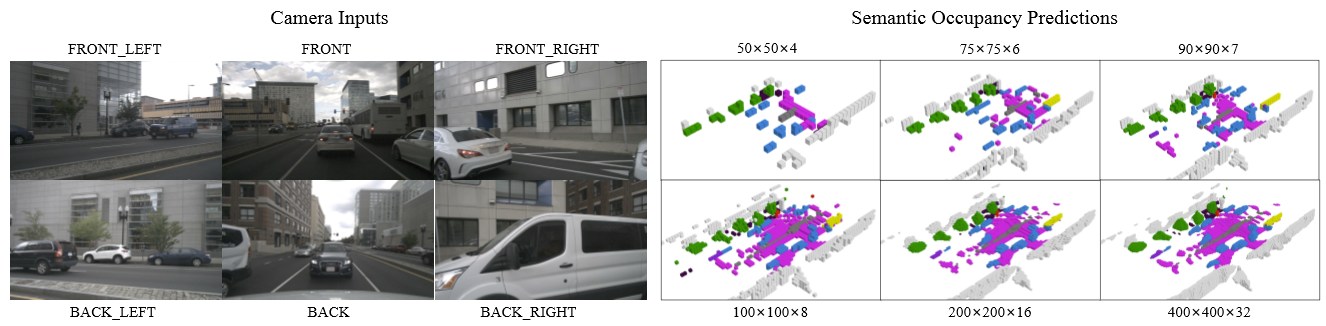 Camera Inputs
Semantic Occupancy Predictions
FRONT_LEFT
FRONT
FRONT_RIGHT
50×50×4
75×75×6
90×90×7
BACK_LEFT
BACK
BACK_RIGHT
100×100×8
200×200×16
400×400×32